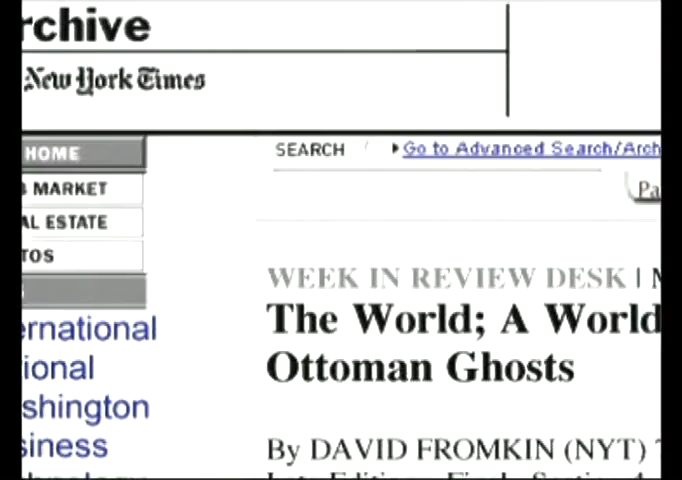 rchive
New York Times
HOME
SEARCH
Go to Advanced Search/Arch
MARKET
Pa
AL ESTATE
TOS
WEEK IN REVIEW DESK |
The World; A World
ernational
Ottoman Ghosts
ional
shington
siness
By DAVID FROMKIN (NYT)